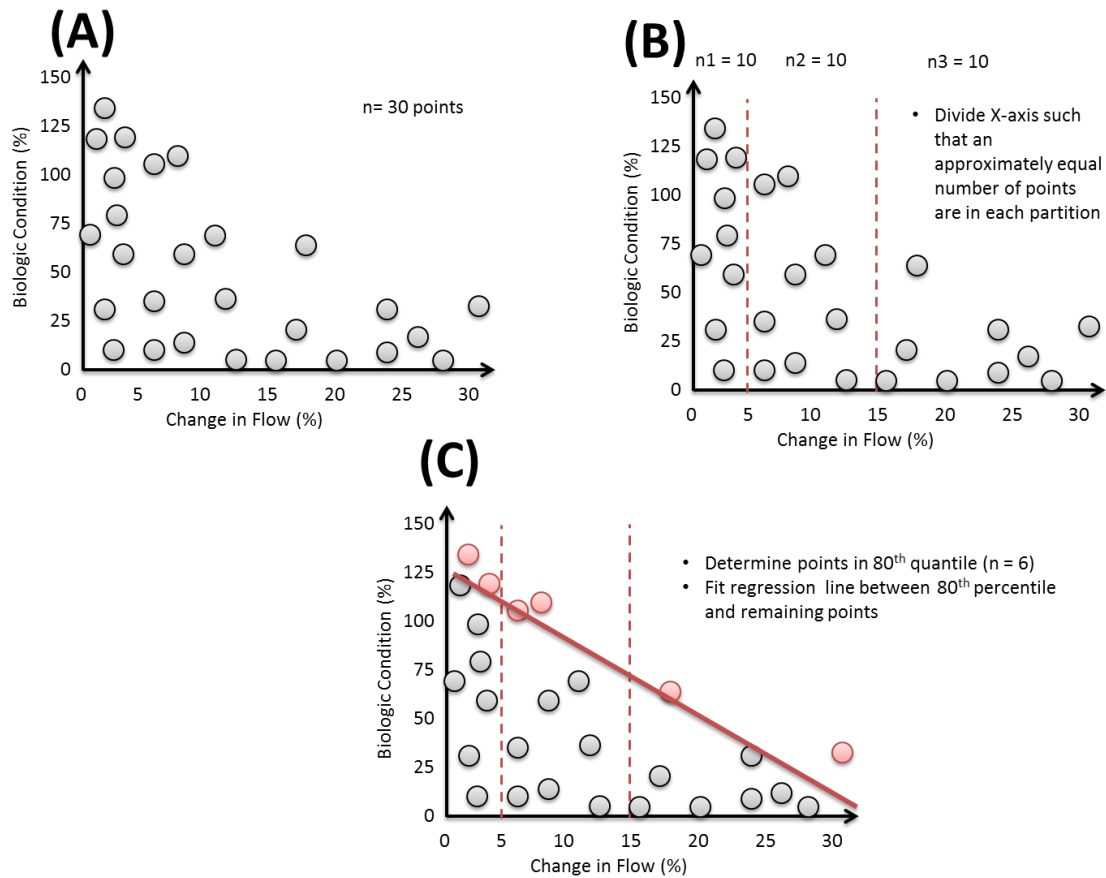 (A)
150
125
100
75
50
25
0
Biologic Condition (%)
n= 30 points
0 5 10 15 20 25 30
Change in Flow (%)
(B)
n1 = 10 n2 = 10 n3 = 10
150
125
100
75
50
25
0
Biologic Condition (%)
• Divide X-axis such
that an
approximately equal
number of points
are in each partition
0 5 10 15 20 25 30
Change in Flow (%)
(C)
150
125
100
75
50
25
0
Biologic Condition (%)
• Determine points in 80th quantile (n = 6)
• Fit regression line between 80th percentile
and remaining points
0 5 10 15 20 25 30
Change in Flow (%)